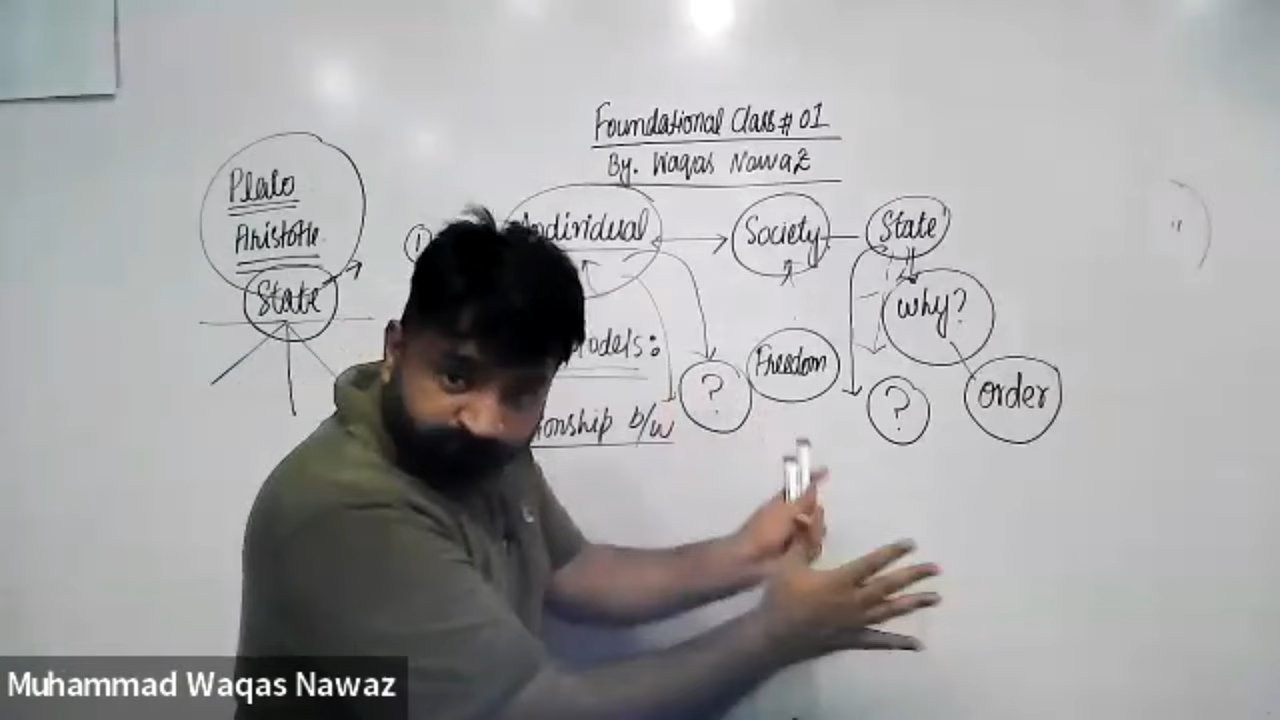 Foundational Class # 01
By. Waqas Nawaz
Plato
Aristotle
State
①
Individual
Society
State
Why?
order
Models:
?
Freedom
?
b/w
Muhammad Waqas Nawaz